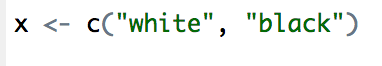 x <- c("white", "black")